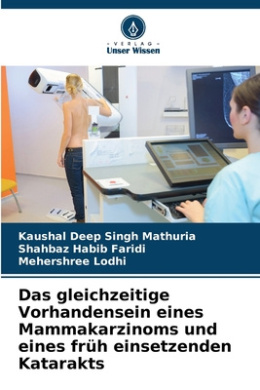 • V E R L A G •
Unser Wissen
Kaushal Deep Singh Mathuria
Shahbaz Habib Faridi
Mehershree Lodhi
Das gleichzeitige
Vorhandensein eines
Mammakarzinoms und
eines früh einsetzenden
Katarakts